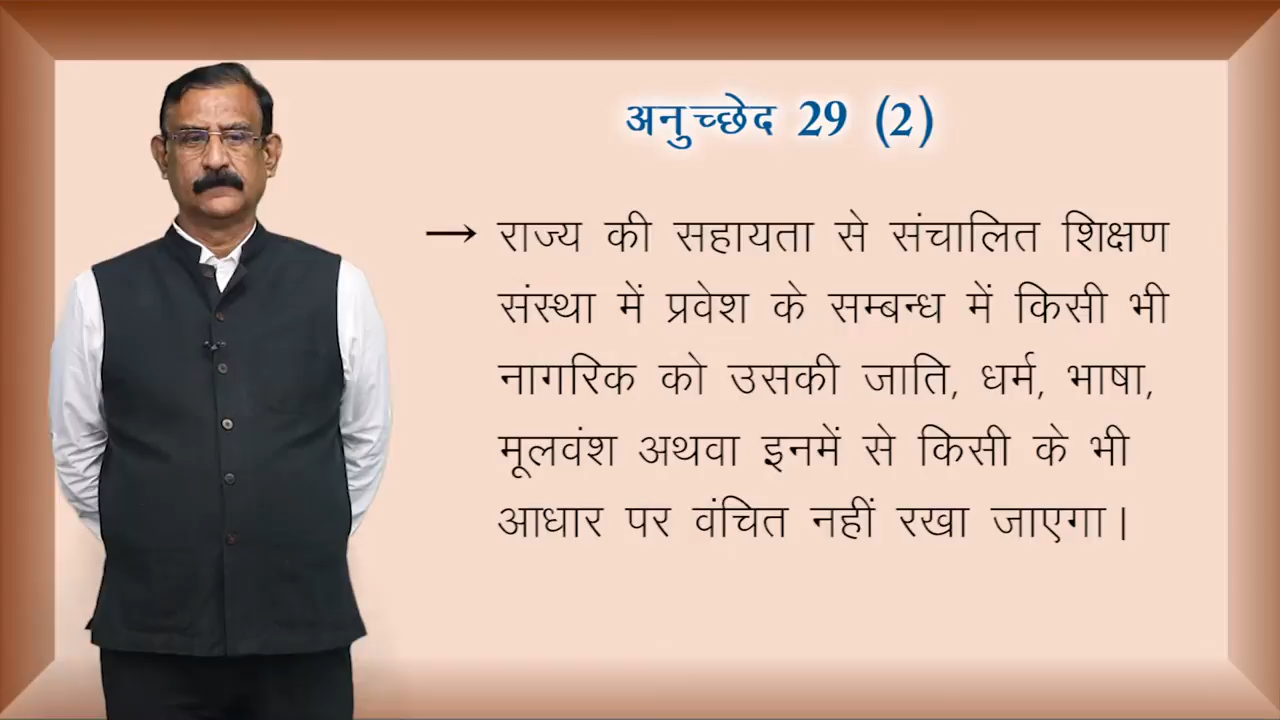 अनुच्छेद 29 (2)
→ राज्य की सहायता से संचालित शिक्षण
संस्था में प्रवेश के सम्बन्ध में किसी भी
नागरिक को उसकी जाति, धर्म, भाषा,
मूलवंश अथवा इनमें से किसी के भी
आधार पर वंचित नहीं रखा जाएगा।